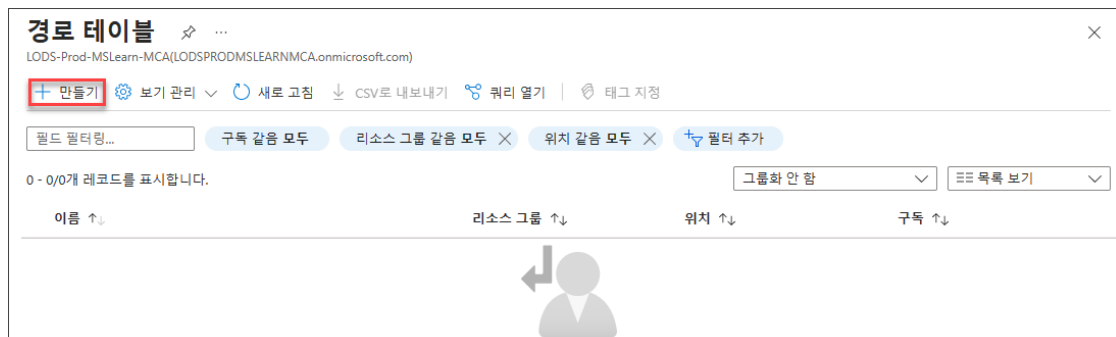 경로 테이블
LODS-Prod-MSLearn-MCA(LODSPRODMSLEARNMCA.onmicrosoft.com)
만들기 보기 관리 새로 고침 CSV로 내보내기 쿼리 열기 태그 지정
필드 필터링... 구독 같음 모두 리소스 그룹 같음 모두 위치 같음 모두 필터 추가
0 - 0/0개 레코드를 표시합니다. 그룹화 안 함 목록 보기
이름 리소스 그룹 위치 구독